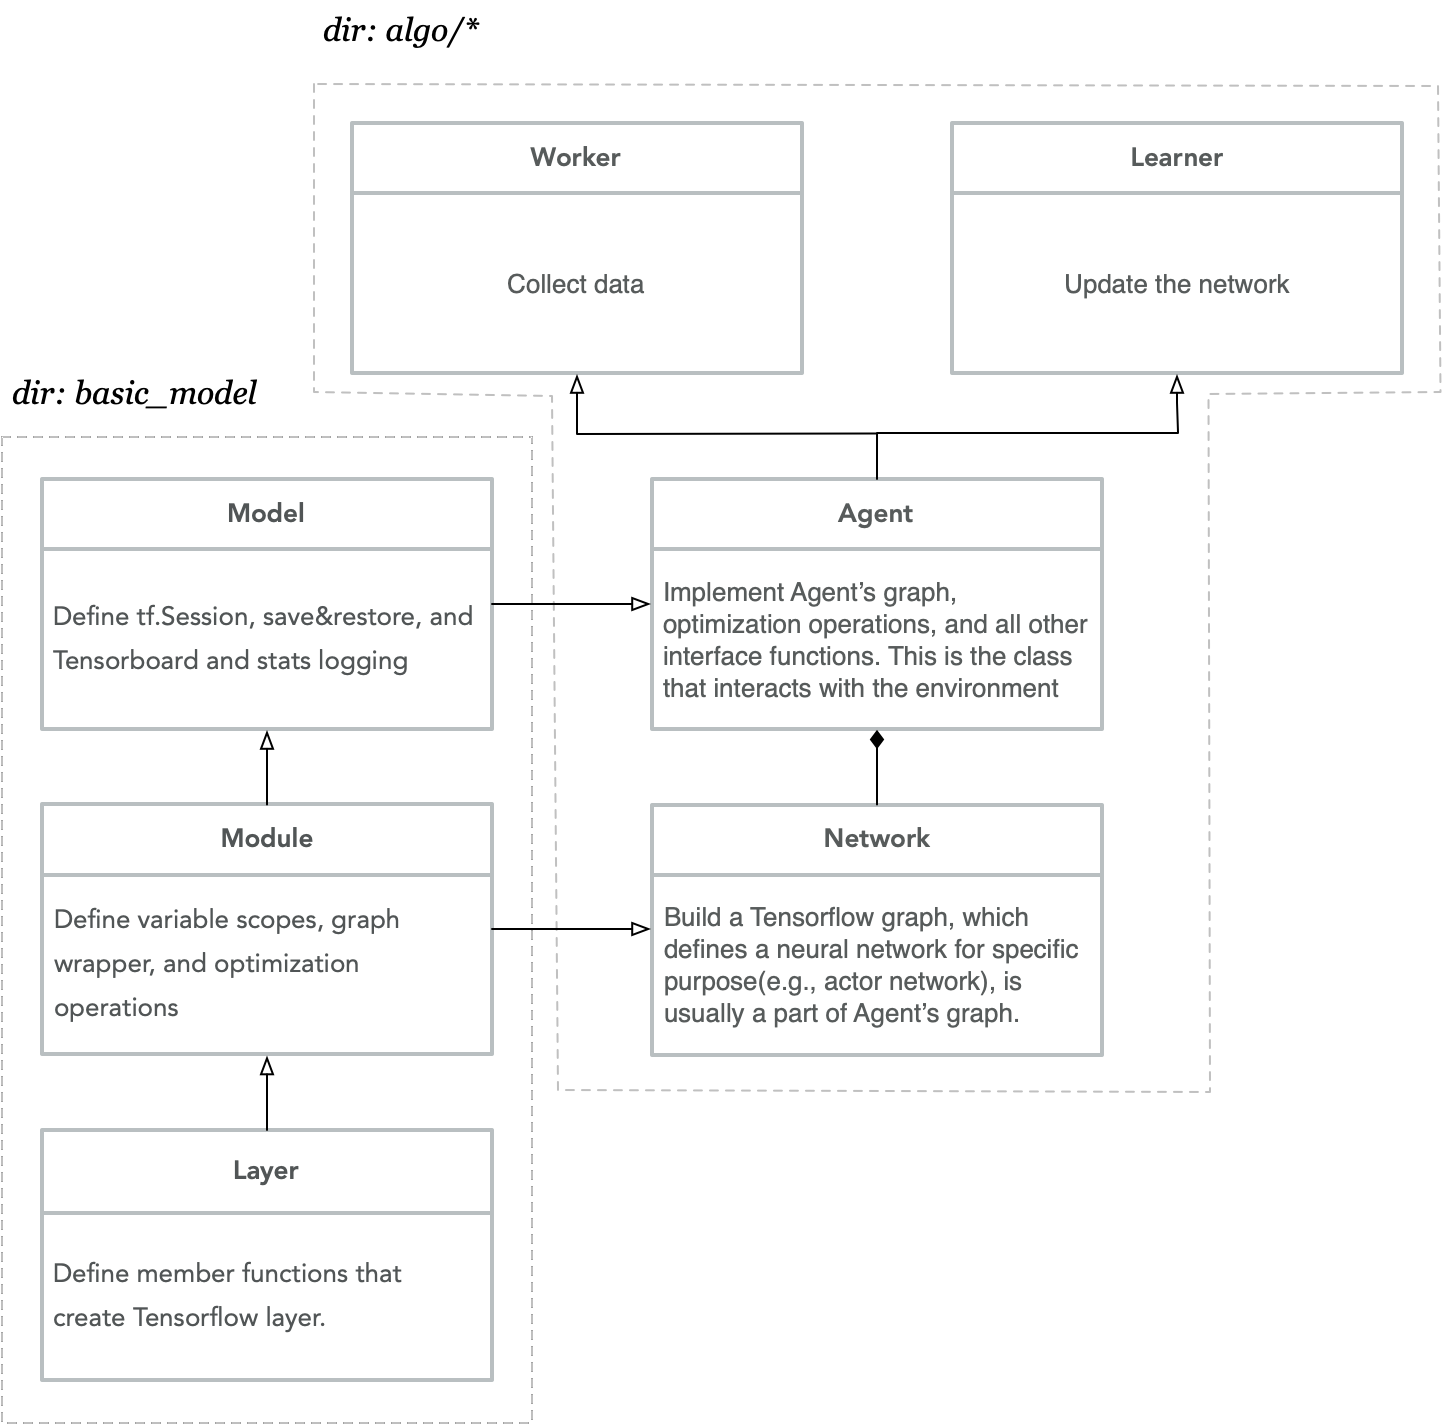 dir: algo/*
Worker
Collect data
Learner
Update the network
dir: basic_model
Model
Define tf.Session, save&restore, and
Tensorboard and stats logging
Agent
Implement Agent’s graph,
optimization operations, and all other
interface functions. This is the class
that interacts with the environment
Module
Define variable scopes, graph
wrapper, and optimization
operations
Network
Build a Tensorflow graph, which
defines a neural network for specific
purpose(e.g., actor network), is
usually a part of Agent’s graph.
Layer
Define member functions that
create Tensorflow layer.